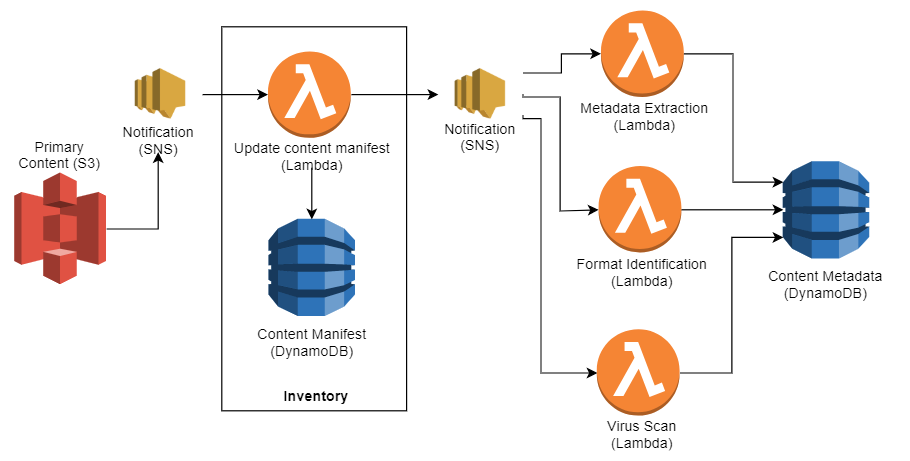 Primary
Content (S3)
Notification
(SNS)
Update content manifest
(Lambda)
Content Manifest
(DynamoDB)
Inventory
Notification
(SNS)
Metadata Extraction
(Lambda)
Format Identification
(Lambda)
Virus Scan
(Lambda)
Content Metadata
(DynamoDB)